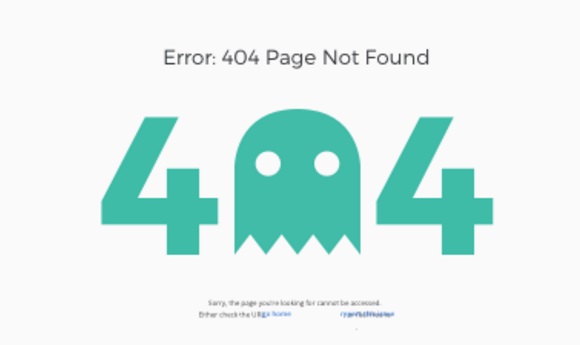 Error: 404 Page Not Found
4 4
Sorry, the page you're looking for cannot be accessed.
Either check the URL, go home